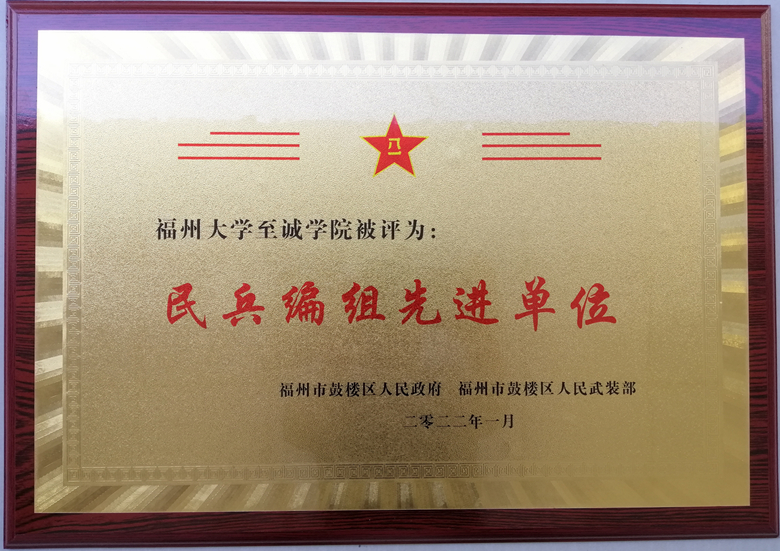 八一
福州大学至诚学院被评为：
民兵编组先进单位
福州市鼓楼区人民政府 福州市鼓楼区人民武装部
二零二二年一月